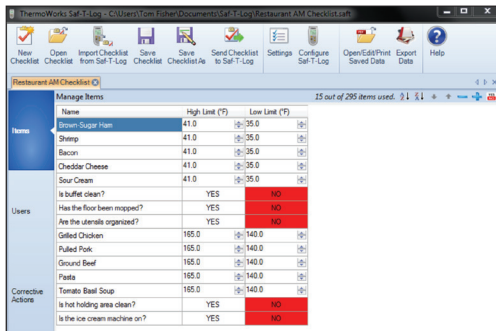 ThermoWorks Saf-T-Log - C:\Users\Tom.Fisher\Documents\Saf-T-Log\Restaurant AM Checklist.saft
New Checklist
Open Checklist
Import Checklist from Saf-T-Log
Save Checklist
Save Checklist As
Send Checklist to Saf-T-Log
Settings
Configure Saf-T-Log
Open/Edit/Print Saved Data
Export Data
Help
Restaurant AM Checklist
Items
Manage Items 15 out of 295 items used.
Name High Limit (°F) Low Limit (°F)
Brown-Sugar Ham 41.0 35.0
Shrimp 41.0 35.0
Bacon 41.0 35.0
Cheddar Cheese 41.0 35.0
Sour Cream 41.0 35.0
Is buffet clean? YES NO
Has the floor been mopped? YES NO
Are the utensils organized? YES NO
Grilled Chicken 165.0 140.0
Pulled Pork 165.0 140.0
Ground Beef 165.0 140.0
Pasta 165.0 140.0
Tomato Basil Soup 165.0 140.0
Is hot holding area clean? YES NO
Is the ice cream machine on? YES NO
Users
Corrective Actions